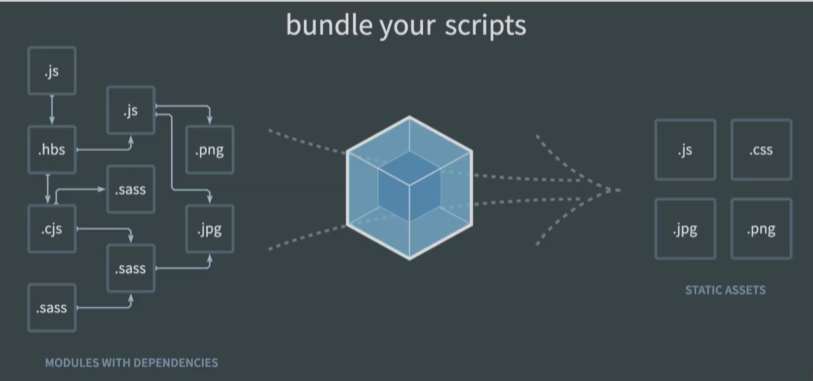 bundle your scripts
.js
.js
.hbs
.png
.sass
.cjs
.jpg
.sass
.sass
MODULES WITH DEPENDENCIES
.js
.css
.jpg
.png
STATIC ASSETS